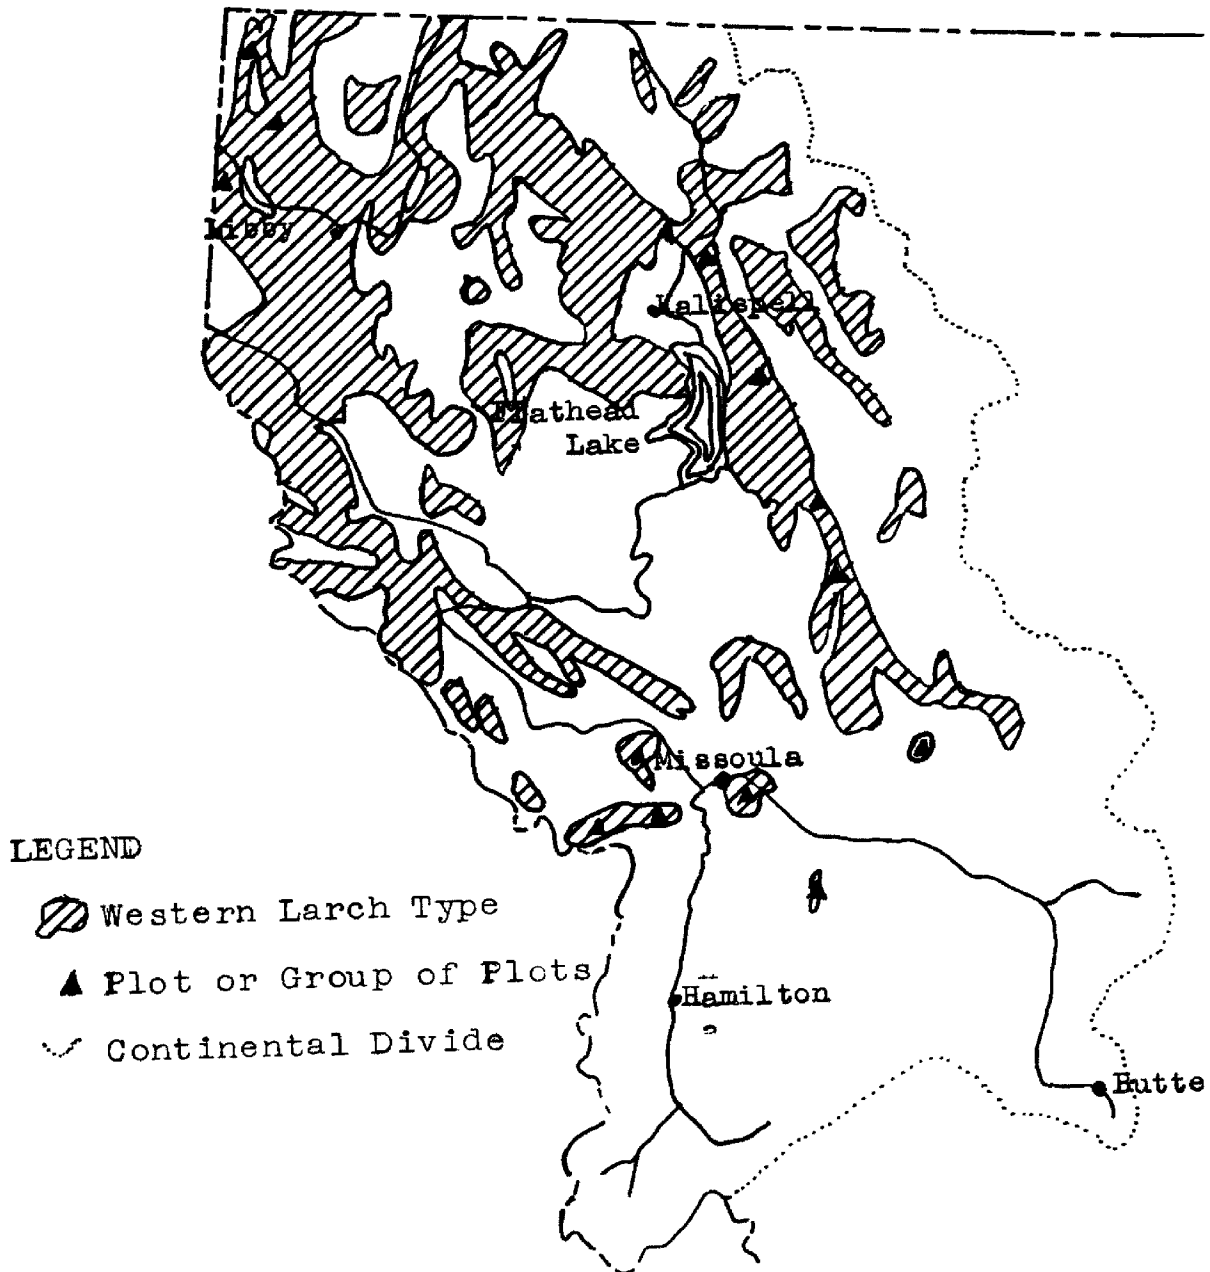 Libby
Kalispell
Flathead
Lake
Missoula
LEGEND
Western Larch Type
Plot or Group of Plots
Continental Divide
Hamilton
Butte